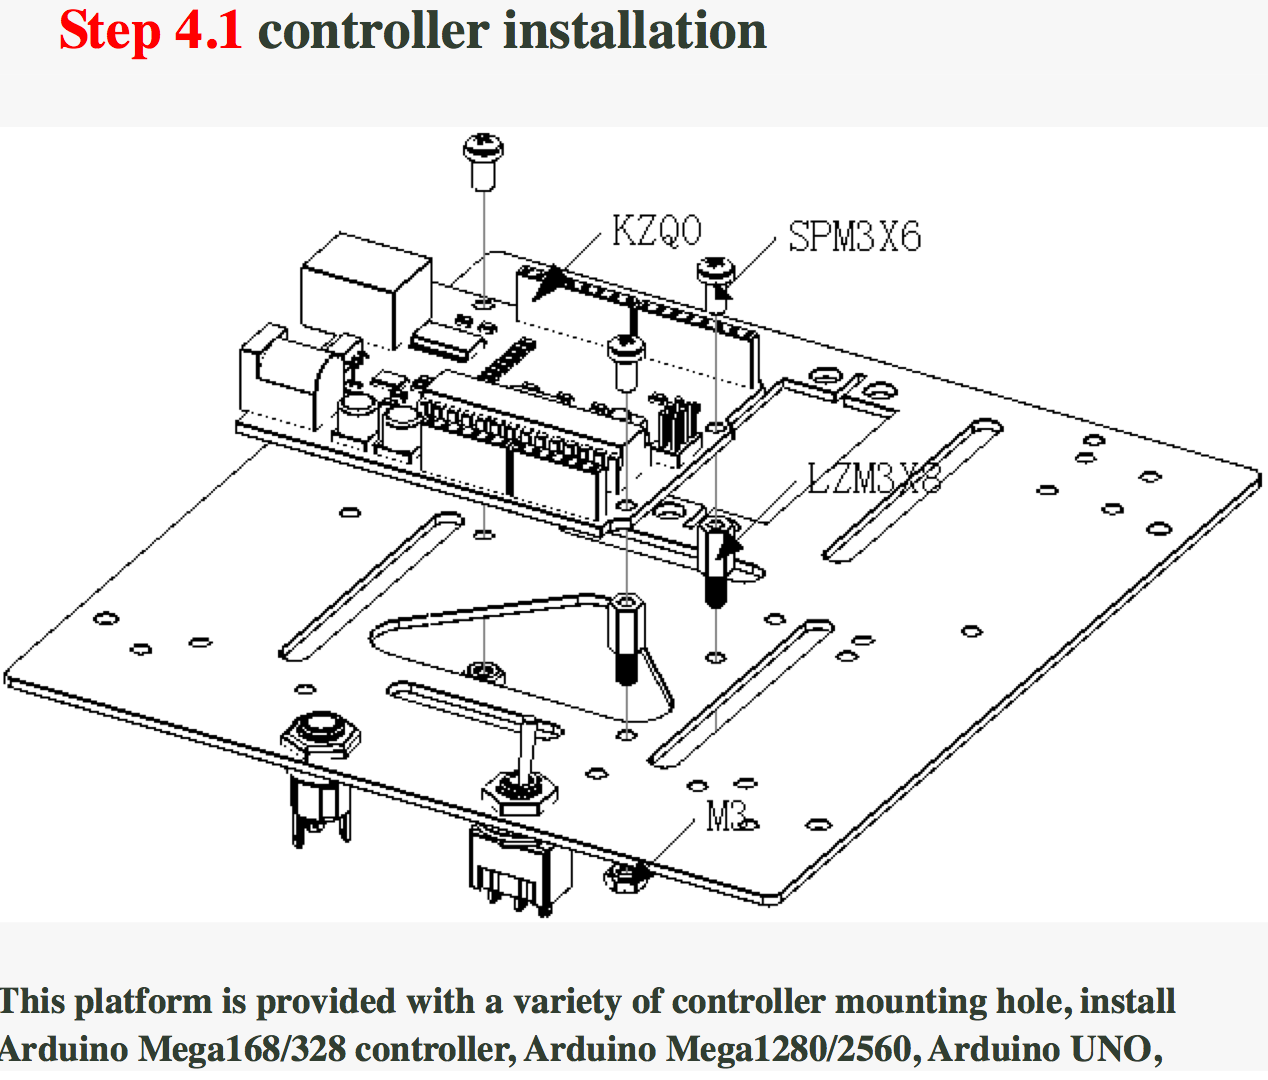 Step 4.1 controller installation
KZQ0
SPM3X6
LZM3X8
M3
This platform is provided with a variety of controller mounting hole, install
Arduino Mega168/328 controller, Arduino Mega1280/2560, Arduino UNO,